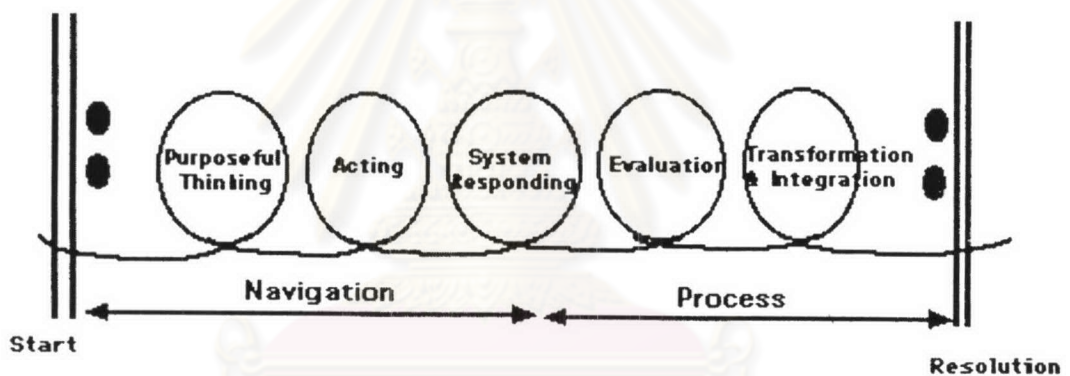 Purposeful
Thinking
Acting
System
Responding
Evaluation
Transformation
& Integration
Navigation
Process
Start
Resolution